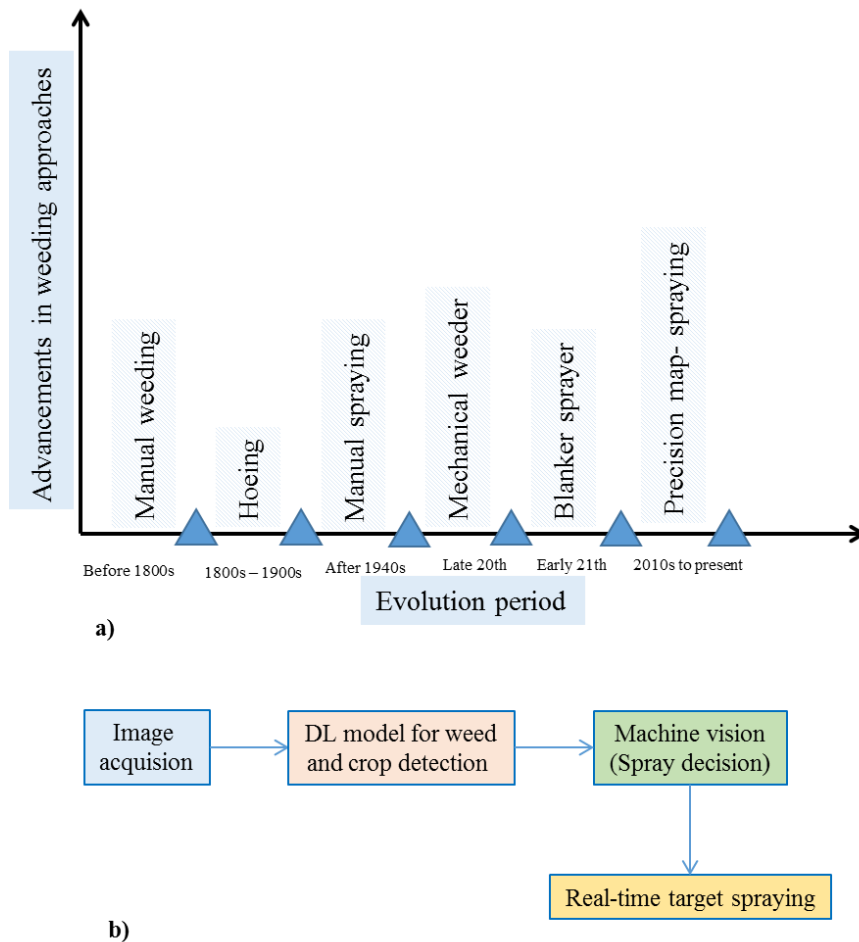 Advancements in weeding approaches
Manual weeding
Hoeing
Manual spraying
Mechanical weeder
Blanker sprayer
Precision map- spraying
Before 1800s
1800s – 1900s
After 1940s
Late 20th
Early 21th
2010s to present
Evolution period
a)
Image
acquision
DL model for weed
and crop detection
Machine vision
(Spray decision)
Real-time target spraying
b)